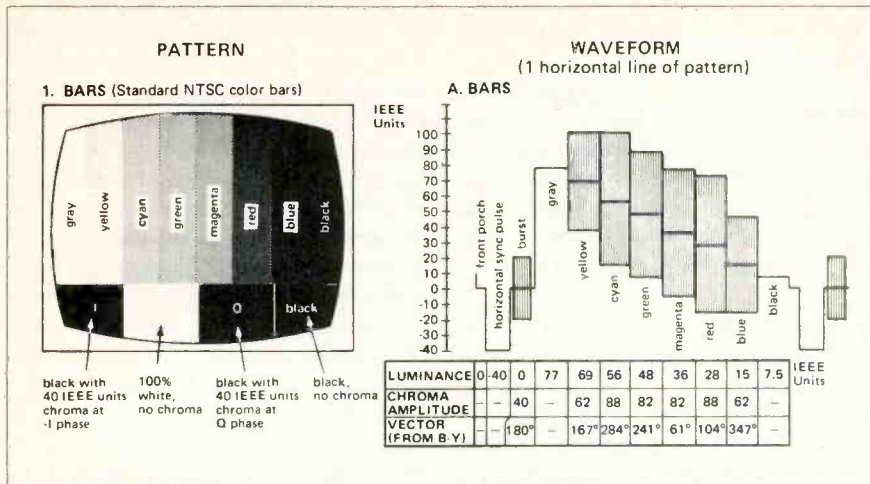 PATTERN
1. BARS (Standard NTSC color bars)
gray
yellow
cyan
green
magenta
red
blue
black
I
Q
black
black with
40 IEEE units
chroma at
-I phase
100%
white,
no chroma
black with
40 IEEE units
chroma at
Q phase
black,
no chroma
WAVEFORM
(1 horizontal line of pattern)
A. BARS
IEEE
Units
100
90
80
70
60
50
40
30
20
10
0
-10
-20
-30
-40
front porch
horizontal sync pulse
burst
gray
yellow
cyan
green
magenta
red
blue
black
IEEE
Units
LUMINANCE 0 -40 0 77 69 56 48 36 28 15 7.5
CHROMA
AMPLITUDE - - 40 - 62 88 82 82 88 62 -
VECTOR
(FROM B-Y) - - 180° - 167° 284° 241° 61° 104° 347° -